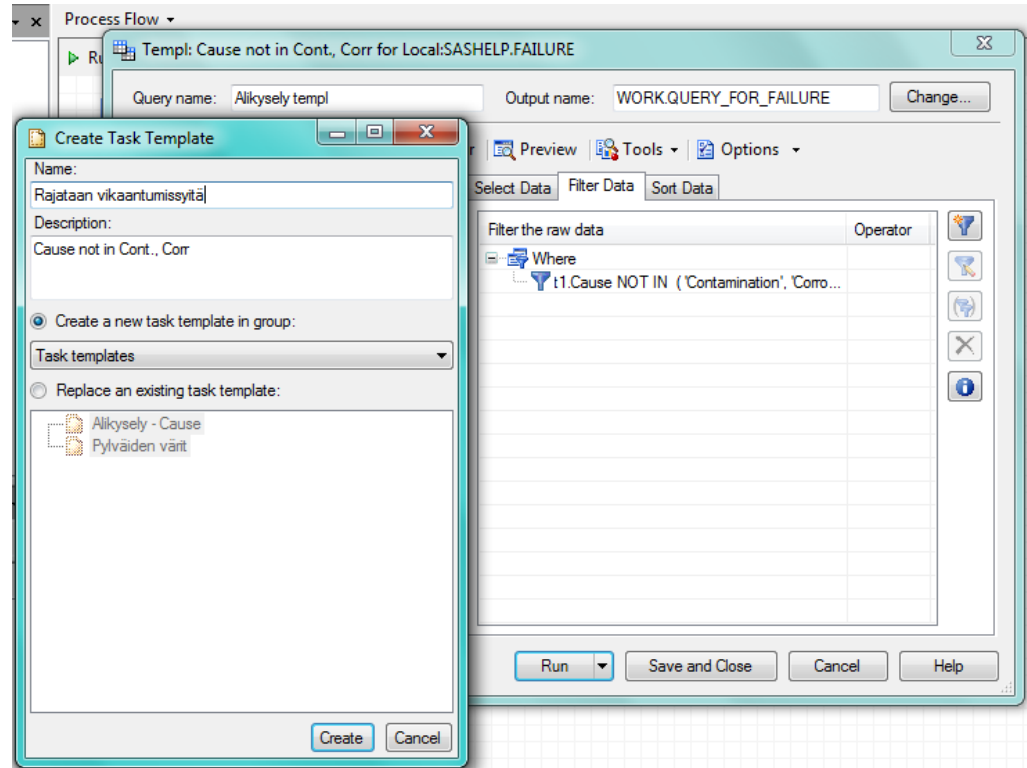 Process Flow
Templ: Cause not in Cont., Corr for Local:SASHELP.FAILURE
Query name: Alikysely templ Output name: WORK.QUERY_FOR_FAILURE Change...
Preview Tools Options
Select Data Filter Data Sort Data
Filter the raw data Operator
Where
t1.Cause NOT IN ( 'Contamination', 'Corro...
Run Save and Close Cancel Help
Create Task Template
Name:
Rajataan vikaantumissyitä
Description:
Cause not in Cont., Corr
Create a new task template in group:
Task templates
Replace an existing task template:
Alikysely - Cause
Pylväiden värit
Create Cancel